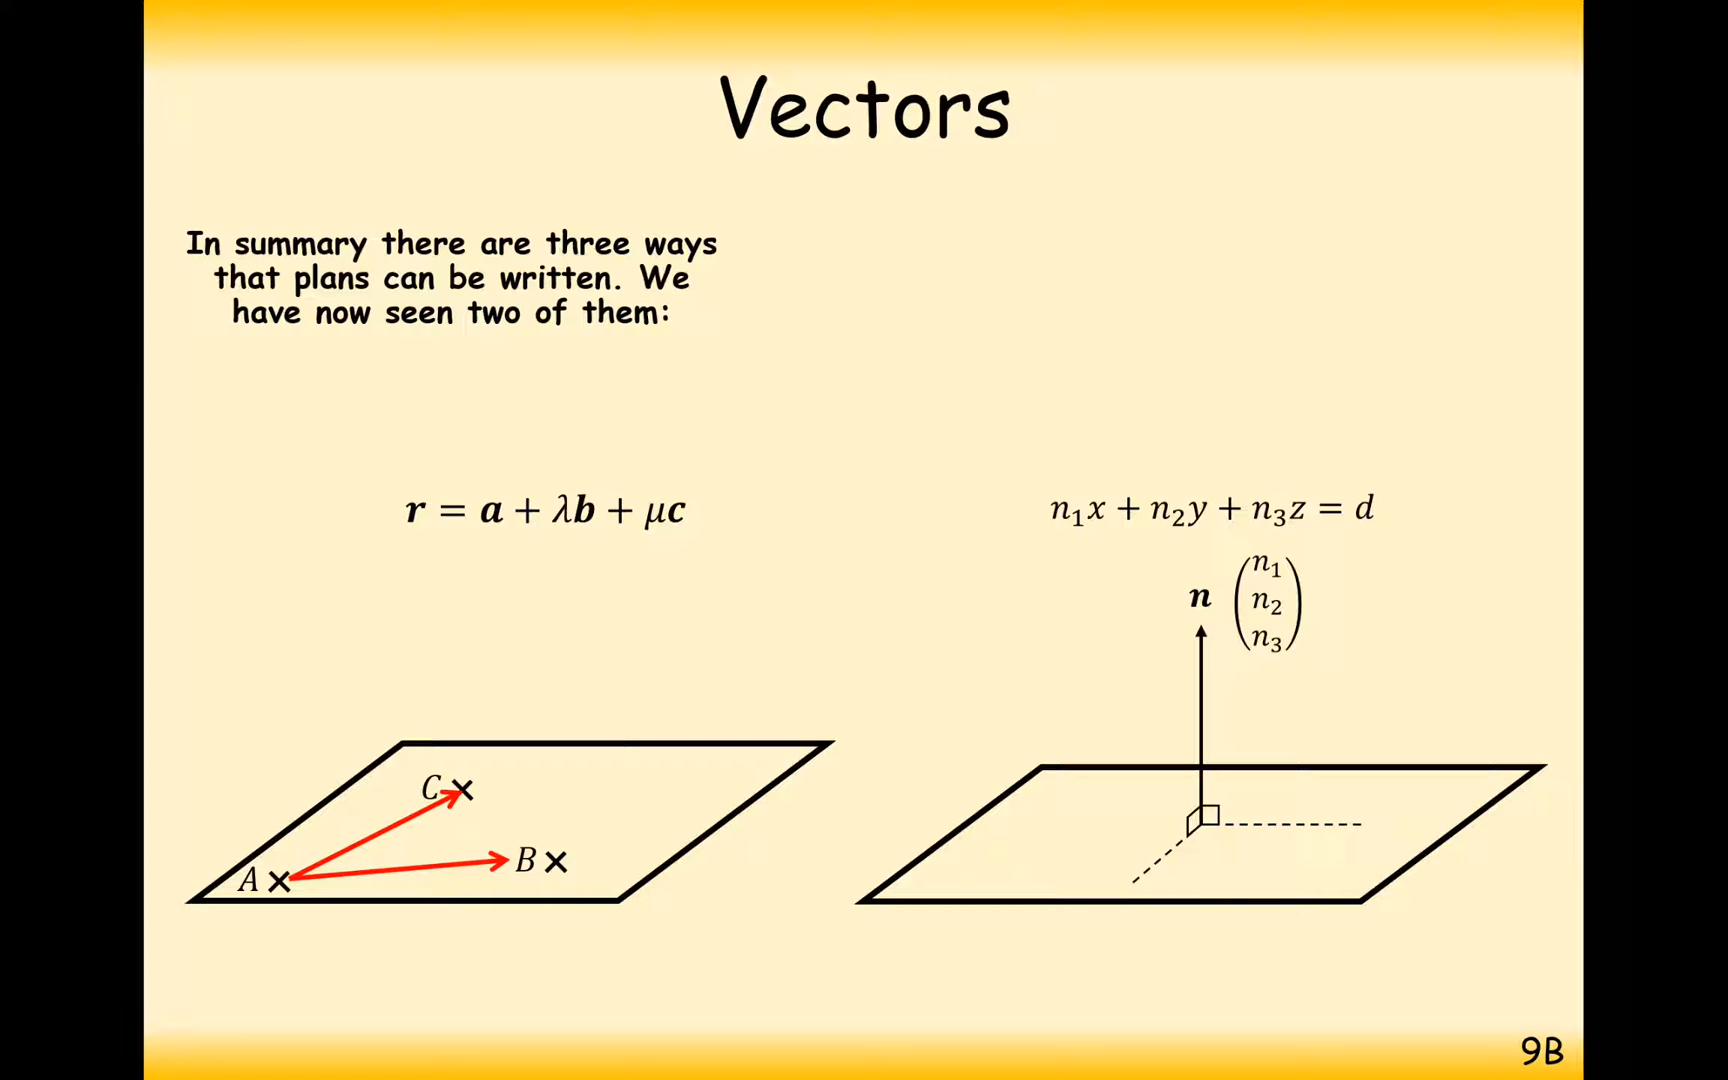 Vectors
In summary there are three ways
that plans can be written. We
have now seen two of them:
r = a + λb + μc
n₁x + n₂y + n₃z = d
n
n₁
n₂
n₃
C
A
B
9B